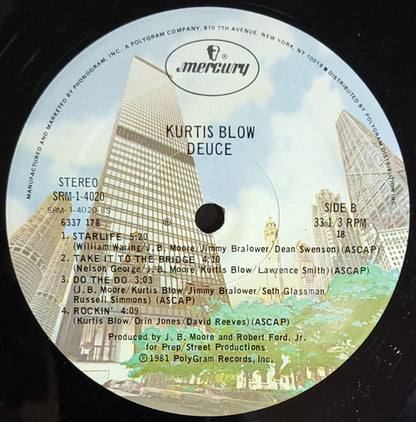 MANUFACTURED AND MARKETED BY PHONOGRAM, INC., A POLYGRAM COMPANY, 810 7TH AVENUE, NEW YORK, NY 10019 DISTRIBUTED BY POLYGRAM DISTRIBUTION, INC.
mercury®
KURTIS BLOW
DEUCE
STEREO
SRM-1-4020
SRM-1-4020
6337 178
℗
SIDE B
33 1/3 RPM
18
1. STARLIFE 5:20
(William Waring/J. B. Moore/Jimmy Bralower/Dean Swenson)(ASCAP)
2. TAKE IT TO THE BRIDGE 4:10
(Nelson George/J. B. Moore/Kurtis Blow/Lawrence Smith)(ASCAP)
3. DO THE DO 3:13
(J. B. Moore/Kurtis Blow/Jimmy Bralower/Seth Glassman/
Russell Simmons) (ASCAP)
4. ROCKIN' 4:09
(Kurtis Blow/Orin Jones/David Reeves)(ASCAP)
Produced by J. B. Moore and Robert Ford, Jr.
for Prep/Street Productions
©1981 PolyGram Records, Inc.